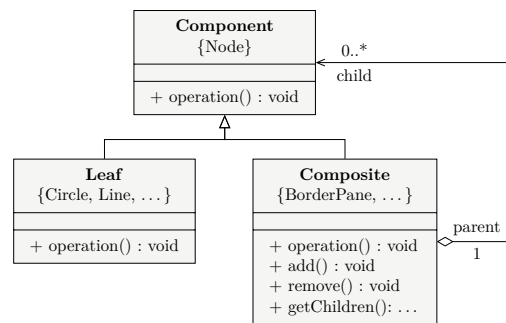 Component
{Node}
+ operation() : void
0..*
child
Leaf
{Circle, Line, ...}
+ operation() : void
Composite
{BorderPane, ...}
+ operation() : void
+ add() : void
+ remove() : void
+ getChildren(): ...
parent
1